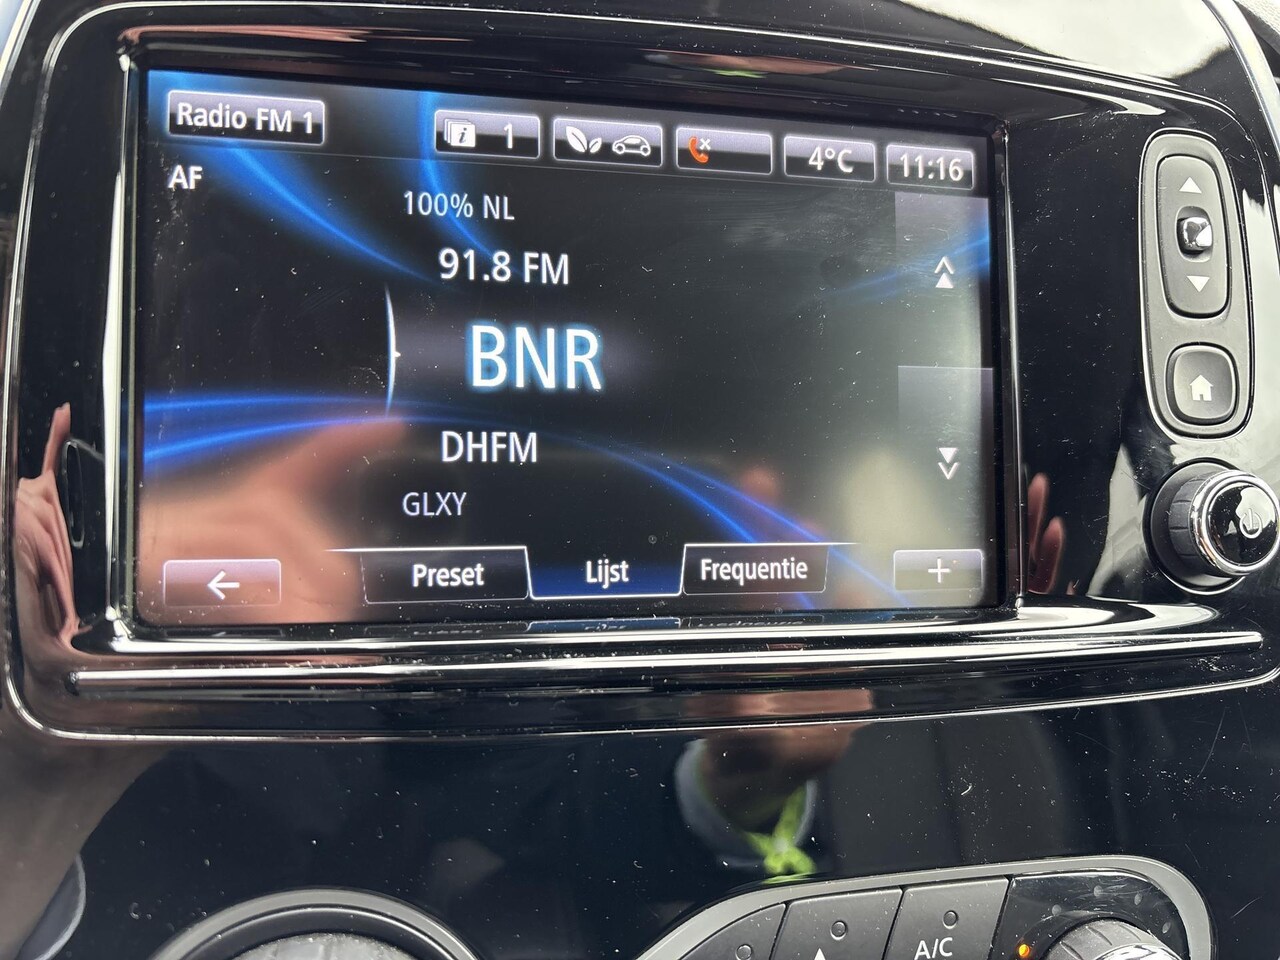 Radio FM 1
1
4°C
11:16
AF
100% NL
91.8 FM
BNR
DHFM
GLXY
Preset
Lijst
Frequentie
+
A/C